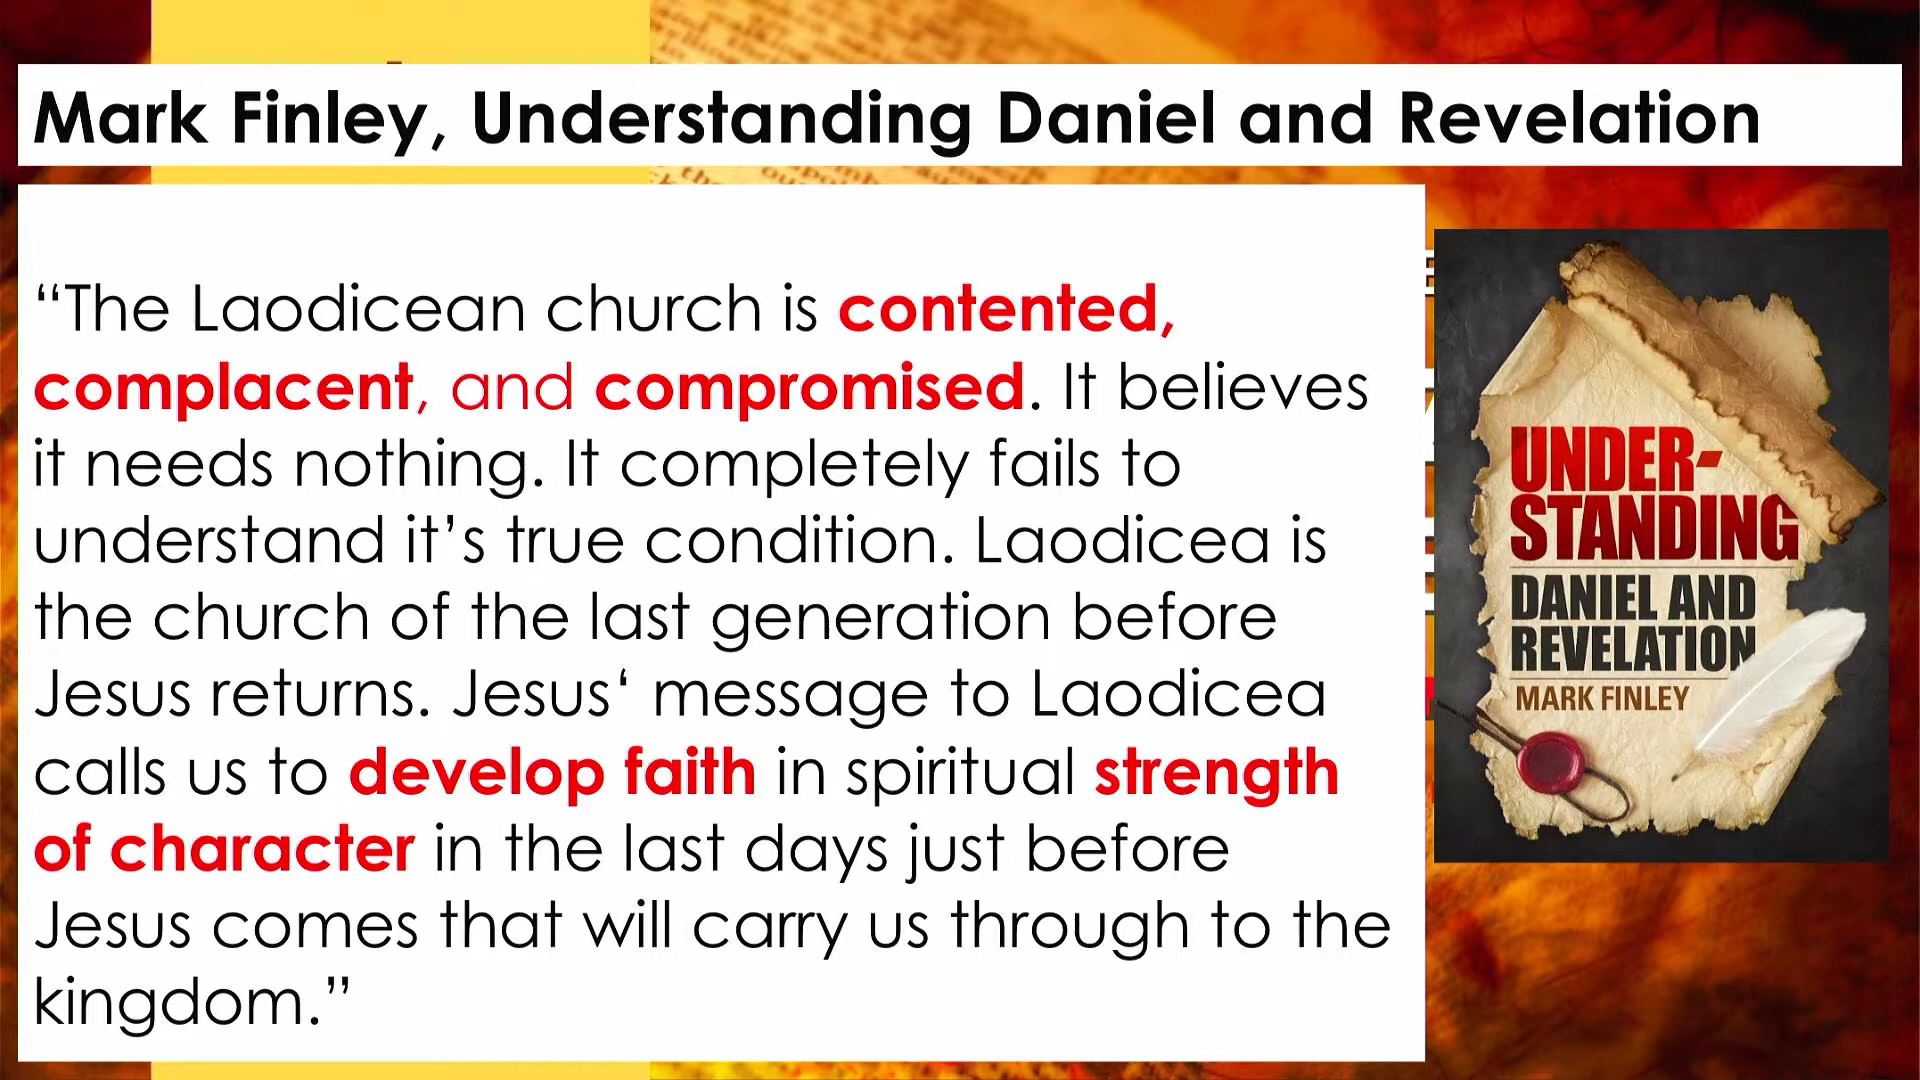 Mark Finley, Understanding Daniel and Revelation
“The Laodicean church is contented,
complacent, and compromised. It believes
it needs nothing. It completely fails to
understand it’s true condition. Laodicea is
the church of the last generation before
Jesus returns. Jesus‘ message to Laodicea
calls us to develop faith in spiritual strength
of character in the last days just before
Jesus comes that will carry us through to the
kingdom.”
UNDER-
STANDING
DANIEL AND
REVELATION
MARK FINLEY